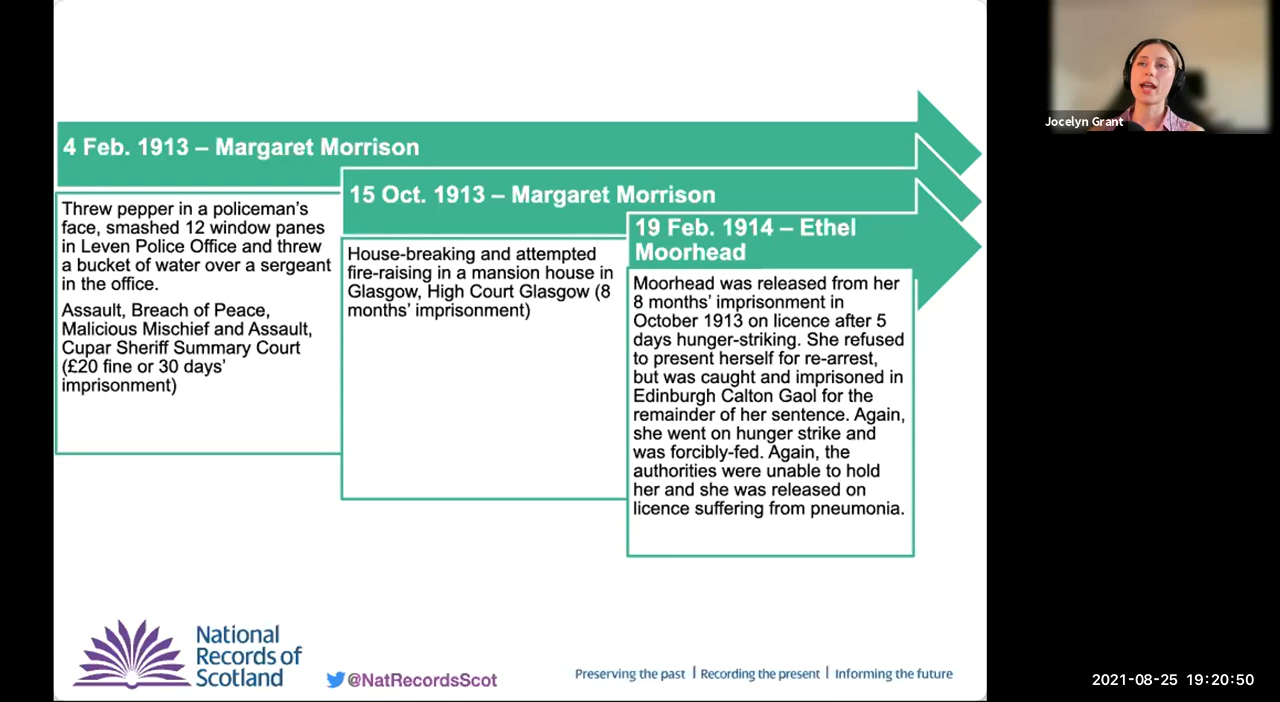 4 Feb. 1913 – Margaret Morrison
Threw pepper in a policeman's
face, smashed 12 window panes
in Leven Police Office and threw
a bucket of water over a sergeant
in the office.
Assault, Breach of Peace,
Malicious Mischief and Assault,
Cupar Sheriff Summary Court
(£20 fine or 30 days'
imprisonment)
15 Oct. 1913 – Margaret Morrison
House-breaking and attempted
fire-raising in a mansion house in
Glasgow, High Court Glasgow (8
months' imprisonment)
19 Feb. 1914 – Ethel
Moorhead
Moorhead was released from her
8 months' imprisonment in
October 1913 on licence after 5
days hunger-striking. She refused
to present herself for re-arrest,
but was caught and imprisoned in
Edinburgh Calton Gaol for the
remainder of her sentence. Again,
she went on hunger strike and
was forcibly-fed. Again, the
authorities were unable to hold
her and she was released on
licence suffering from pneumonia.
National
Records of
Scotland
@NatRecordsScot
Preserving the past | Recording the present | Informing the future
Jocelyn Grant
2021-08-25 19:20:50